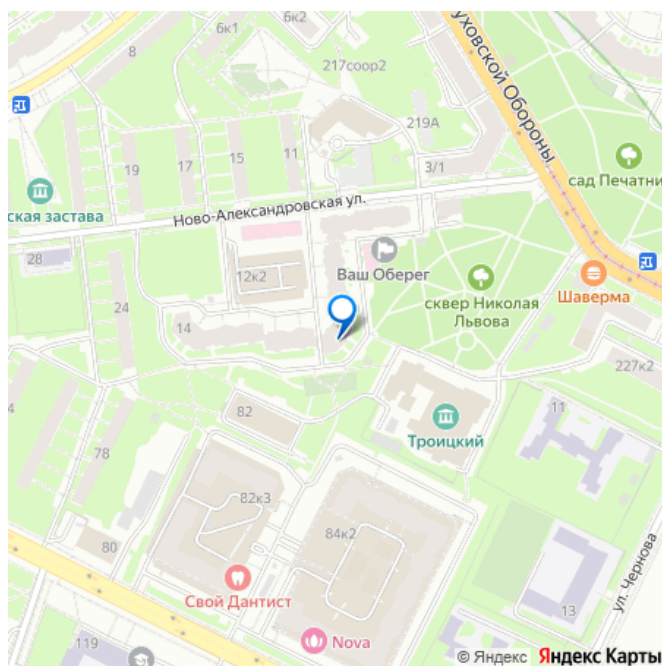 6к1
6к2
8
217соор2
уховской Обороны
219А
19
17
15
11
3/1
сад Печатни
ская застава
Ново-Александровская ул.
28
12к2
Ваш Оберег
сквер Николая
Львова
Шаверма
24
14
227к2
4
82
Троицкий
11
78
82к3
84к2
80
Свой Дантист
13
ул. Чернова
119
Nova
© Яндекс Яндекс Карты